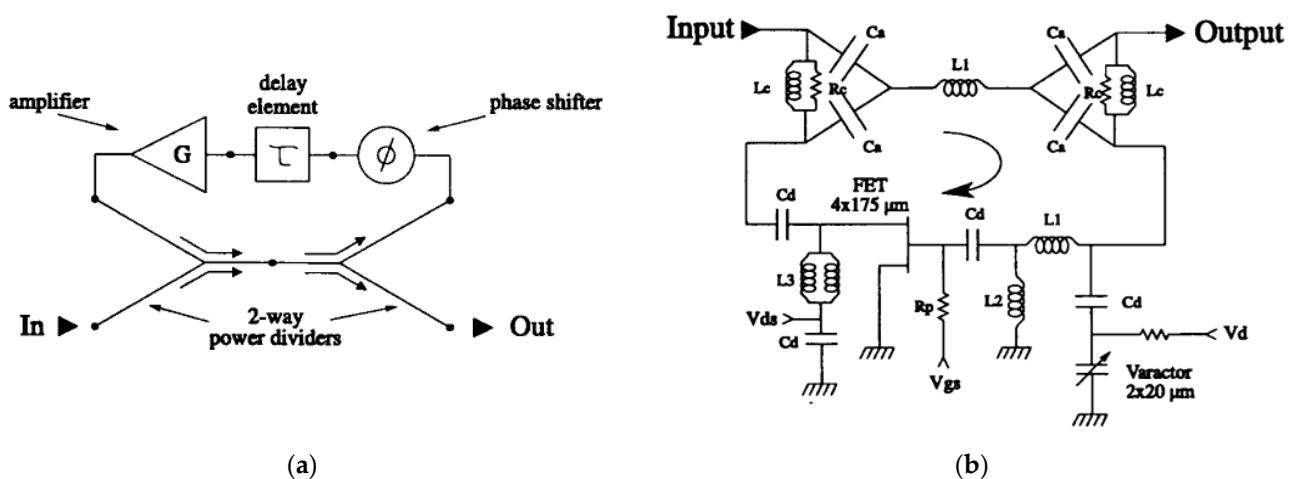 amplifier
delay
element
phase shifter
G
τ
ϕ
In
2-way
power dividers
Out
(a)
Input
Output
Ca
Ca
L1
Lc
Rc
Rc
Lc
Ca
Ca
FET
4x175 μm
Cd
Cd
L1
L3
Rp
L2
Cd
Vds
Vd
Cd
Vgs
Varactor
2x20 μm
(b)